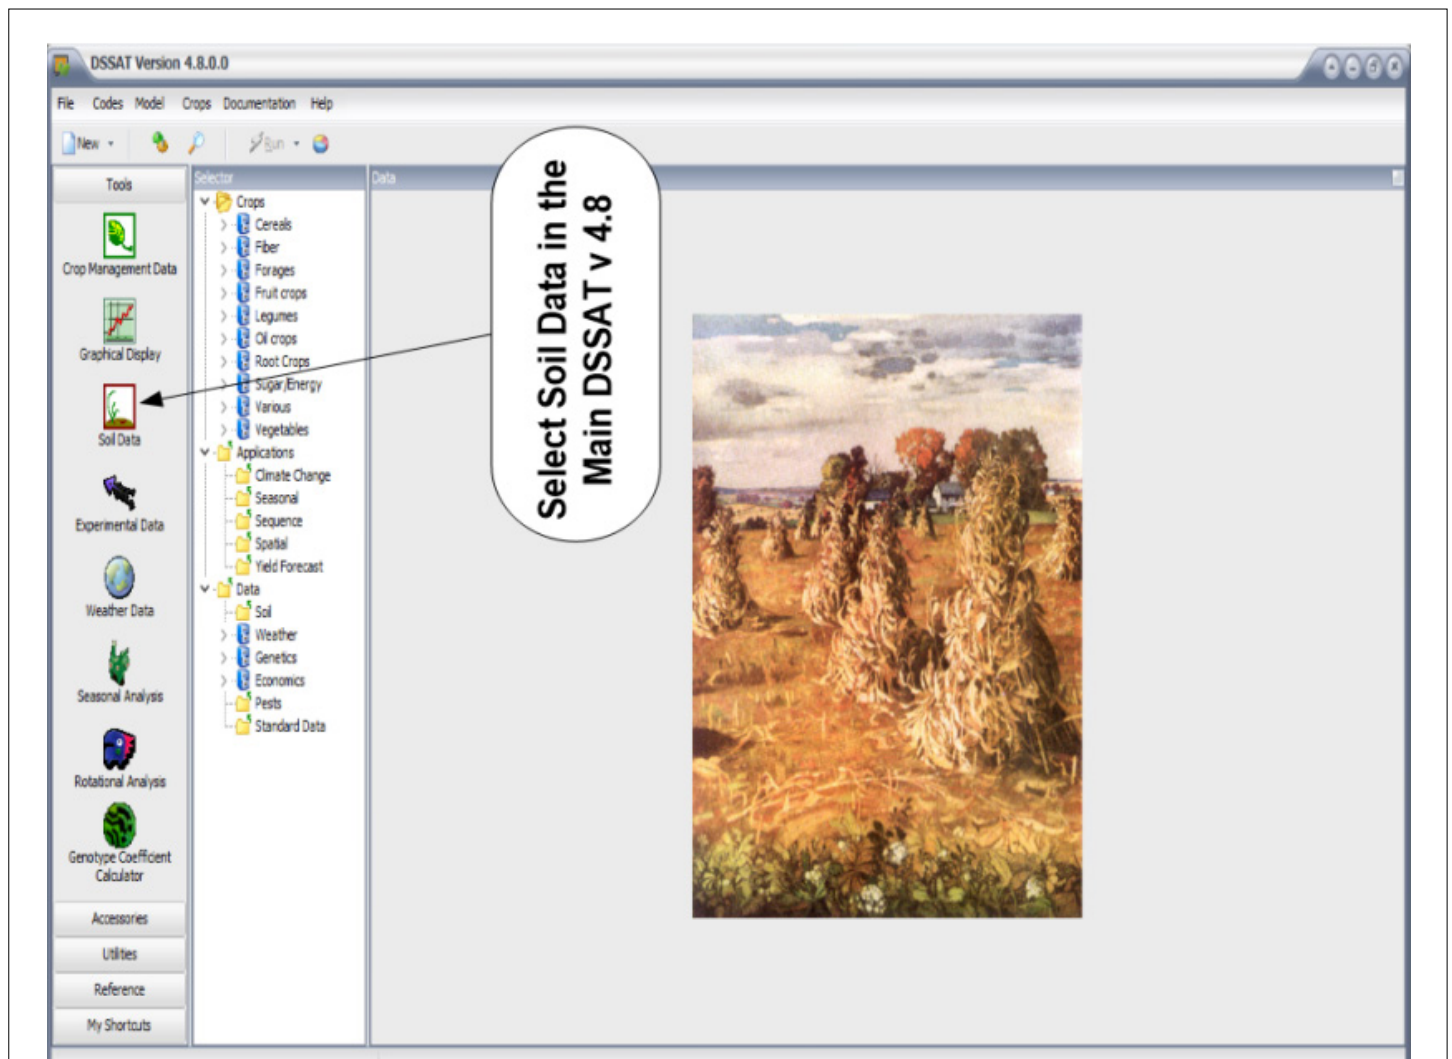 DSSAT Version 4.8.0.0
File Codes Model Crops Documentation Help
New Run
Tools
Crop Management Data
Graphical Display
Soil Data
Experimental Data
Weather Data
Seasonal Analysis
Rotational Analysis
Genotype Coefficient
Calculator
Accessories
Utilities
Reference
My Shortcuts
Selector
Crops
Cereals
Fiber
Forages
Fruit crops
Legumes
Oil crops
Root Crops
Sugar/Energy
Various
Vegetables
Applications
Climate Change
Seasonal
Sequence
Spatial
Yield Forecast
Data
Soil
Weather
Genetics
Economics
Pests
Standard Data
Data
Select Soil Data in the
Main DSSAT v 4.8